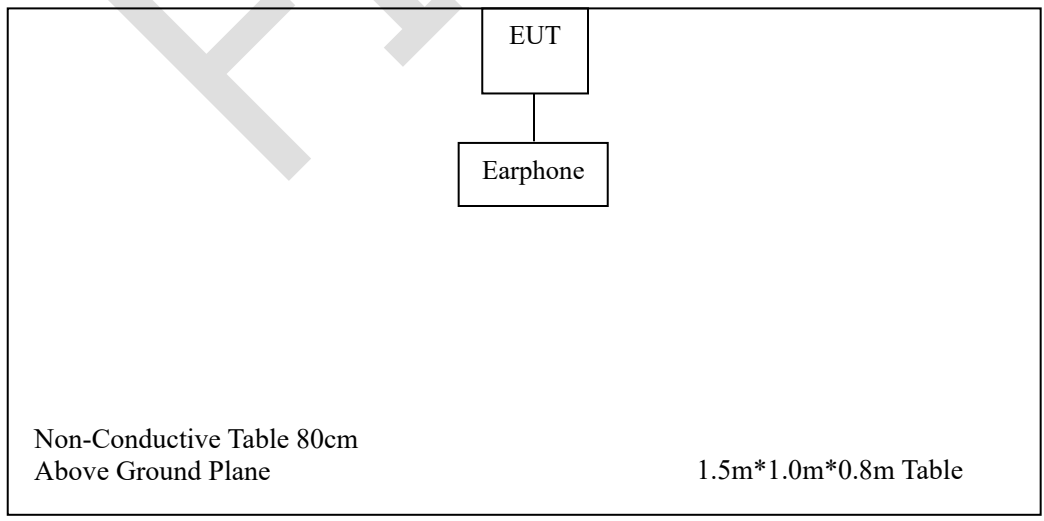 EUT
Earphone
Non-Conductive Table 80cm
Above Ground Plane
1.5m*1.0m*0.8m Table